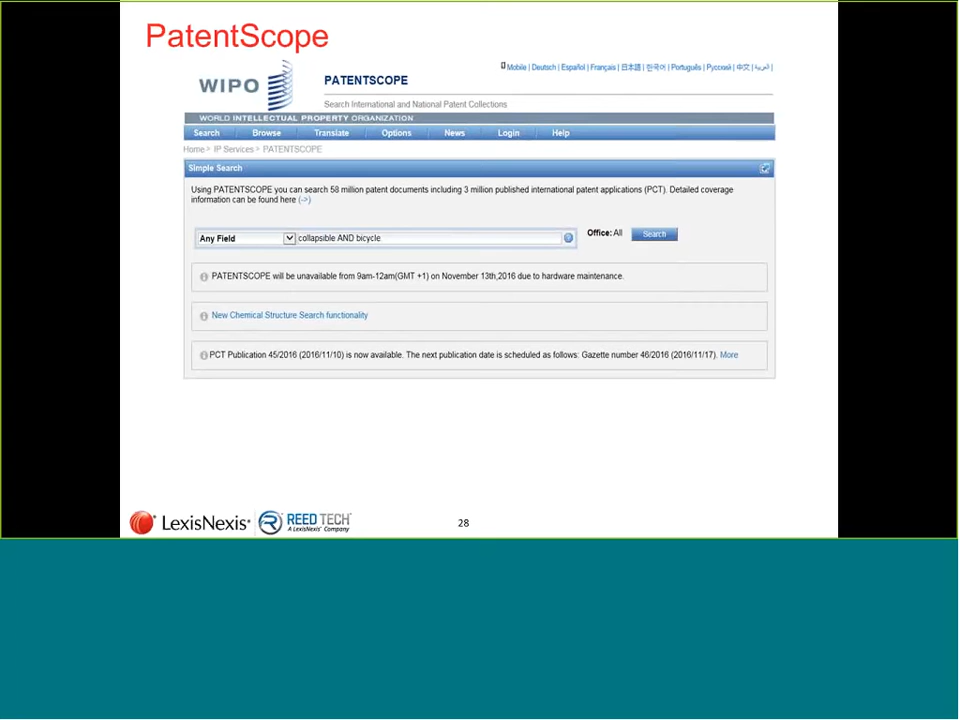 PatentScope
Mobile | Deutsch | Español | Français | 日本語 | 한국어 | Português | Русский | 中文 | العربية |
WIPO
PATENTSCOPE
Search International and National Patent Collections
WORLD INTELLECTUAL PROPERTY ORGANIZATION
Search Browse Translate Options News Login Help
Home > IP Services > PATENTSCOPE
Simple Search
Using PATENTSCOPE you can search 58 million patent documents including 3 million published international patent applications (PCT). Detailed coverage
information can be found here (->)
Any Field collapsible AND bicycle Office: All Search
PATENTSCOPE will be unavailable from 9am-12am(GMT +1) on November 13th,2016 due to hardware maintenance.
New Chemical Structure Search functionality
PCT Publication 45/2016 (2016/11/10) is now available. The next publication date is scheduled as follows: Gazette number 46/2016 (2016/11/17). More
LexisNexis® REED TECH®
A LexisNexis® Company
28